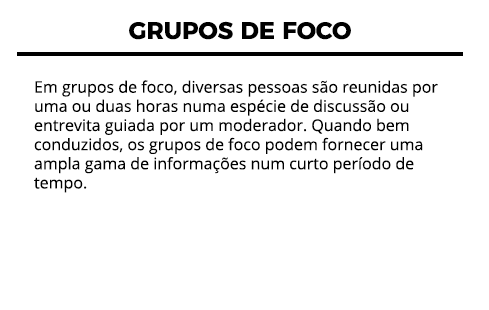 GRUPOS DE FOCO
Em grupos de foco, diversas pessoas são reunidas por
uma ou duas horas numa espécie de discussão ou
entrevita guiada por um moderador. Quando bem
conduzidos, os grupos de foco podem fornecer uma
ampla gama de informações num curto período de
tempo.